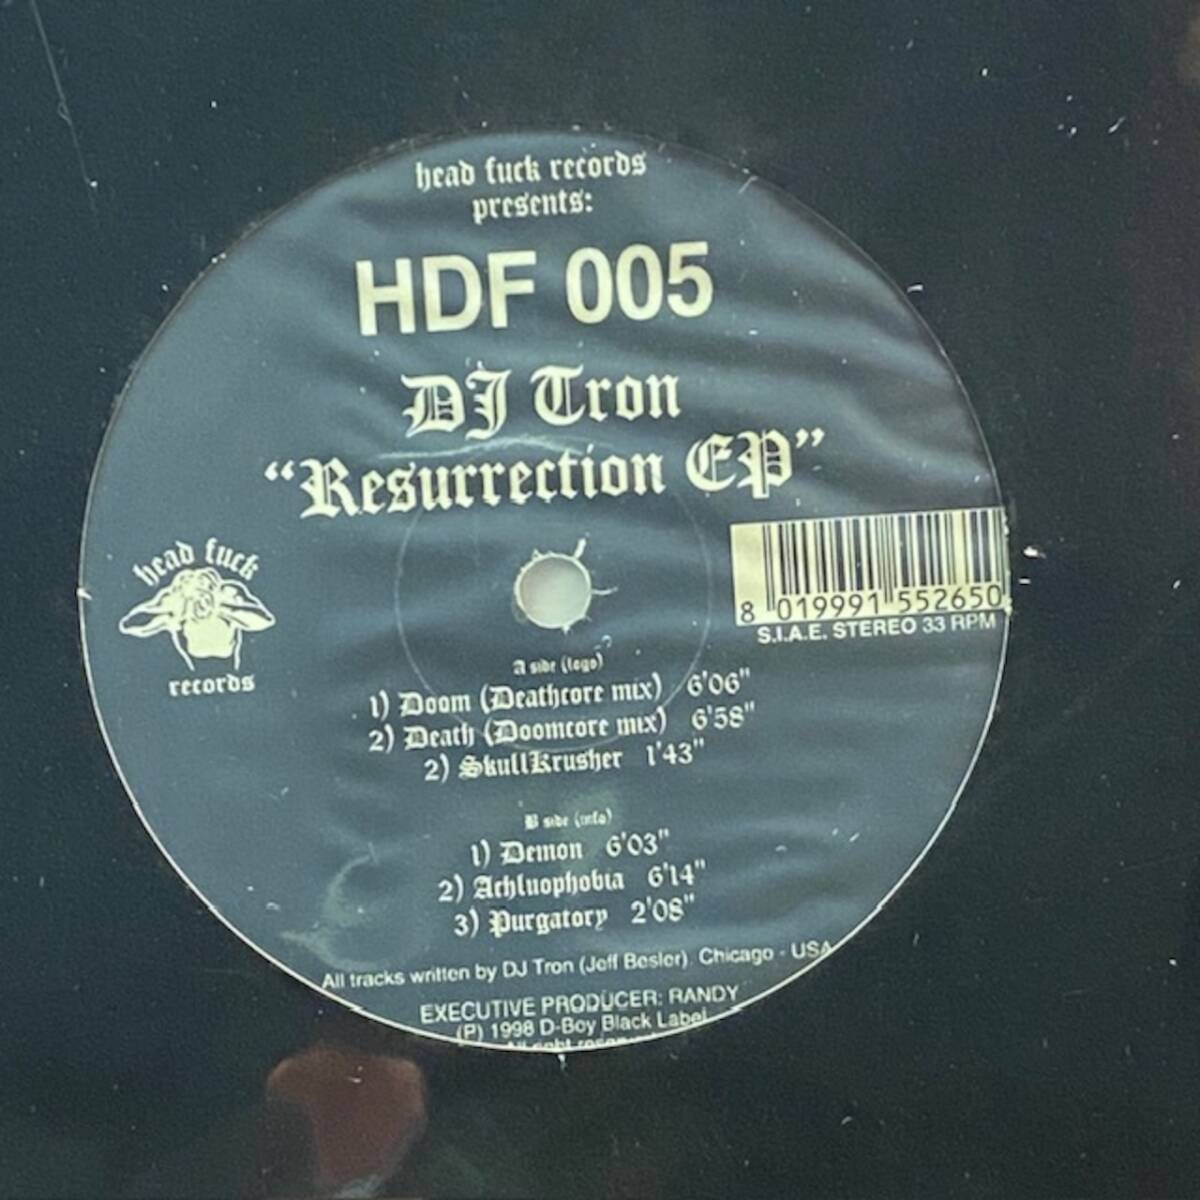 head fuck records
presents:
HDF 005
DJ Tron
"Resurrection EP"
head fuck
records
8 019991 552650
S.I.A.E. STEREO 33 RPM
A side (logo)
1) Doom (Deathcore mix) 6'06"
2) Death (Doomcore mix) 6'58"
2) SkullKrusher 1'43"
B side (info)
1) Demon 6'03"
2) Achluophobia 6'14"
3) Purgatory 2'08"
All tracks written by DJ Tron (Jeff Besler). Chicago - USA
EXECUTIVE PRODUCER: RANDY
(P) 1998 D-Boy Black Label
All right